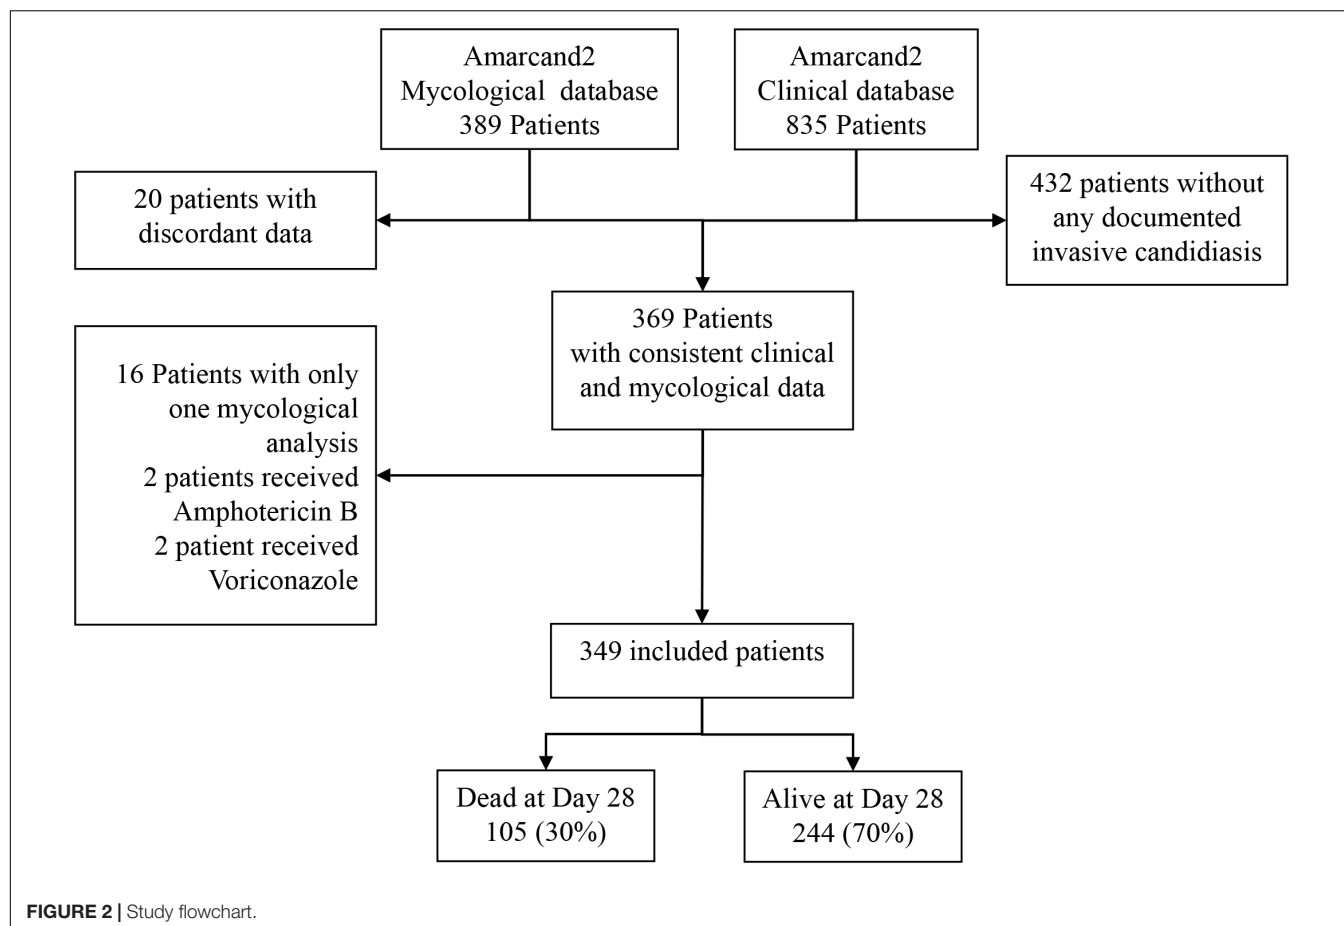 Amarcand2
Mycological database
389 Patients
Amarcand2
Clinical database
835 Patients
20 patients with
discordant data
432 patients without
any documented
invasive candidiasis
369 Patients
with consistent clinical
and mycological data
16 Patients with only
one mycological
analysis
2 patients received
Amphotericin B
2 patient received
Voriconazole
349 included patients
Dead at Day 28
105 (30%)
Alive at Day 28
244 (70%)
FIGURE 2 | Study flowchart.